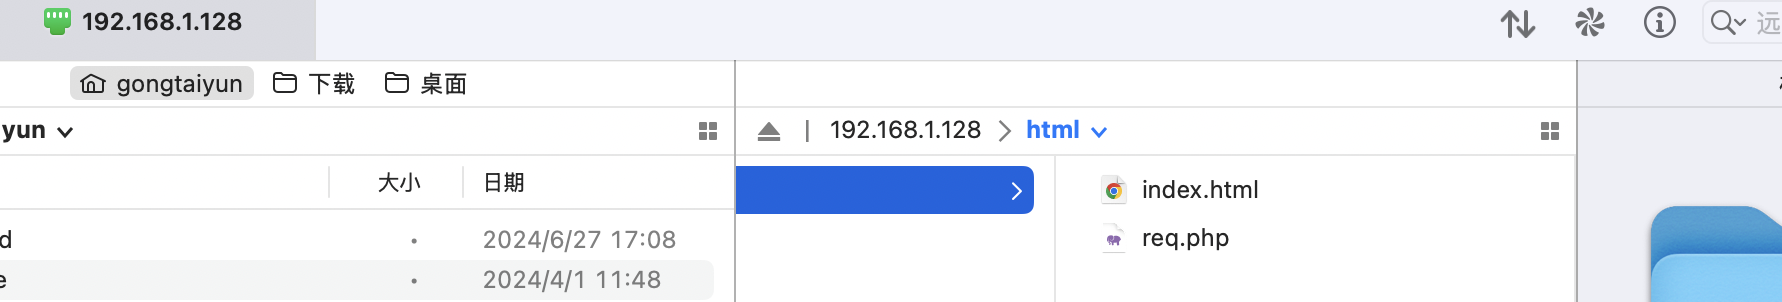 192.168.1.128
gongtaiyun 下载 桌面
yun | 192.168.1.128 > html
大小 日期
index.html
req.php
d 2024/6/27 17:08
e 2024/4/1 11:48
远